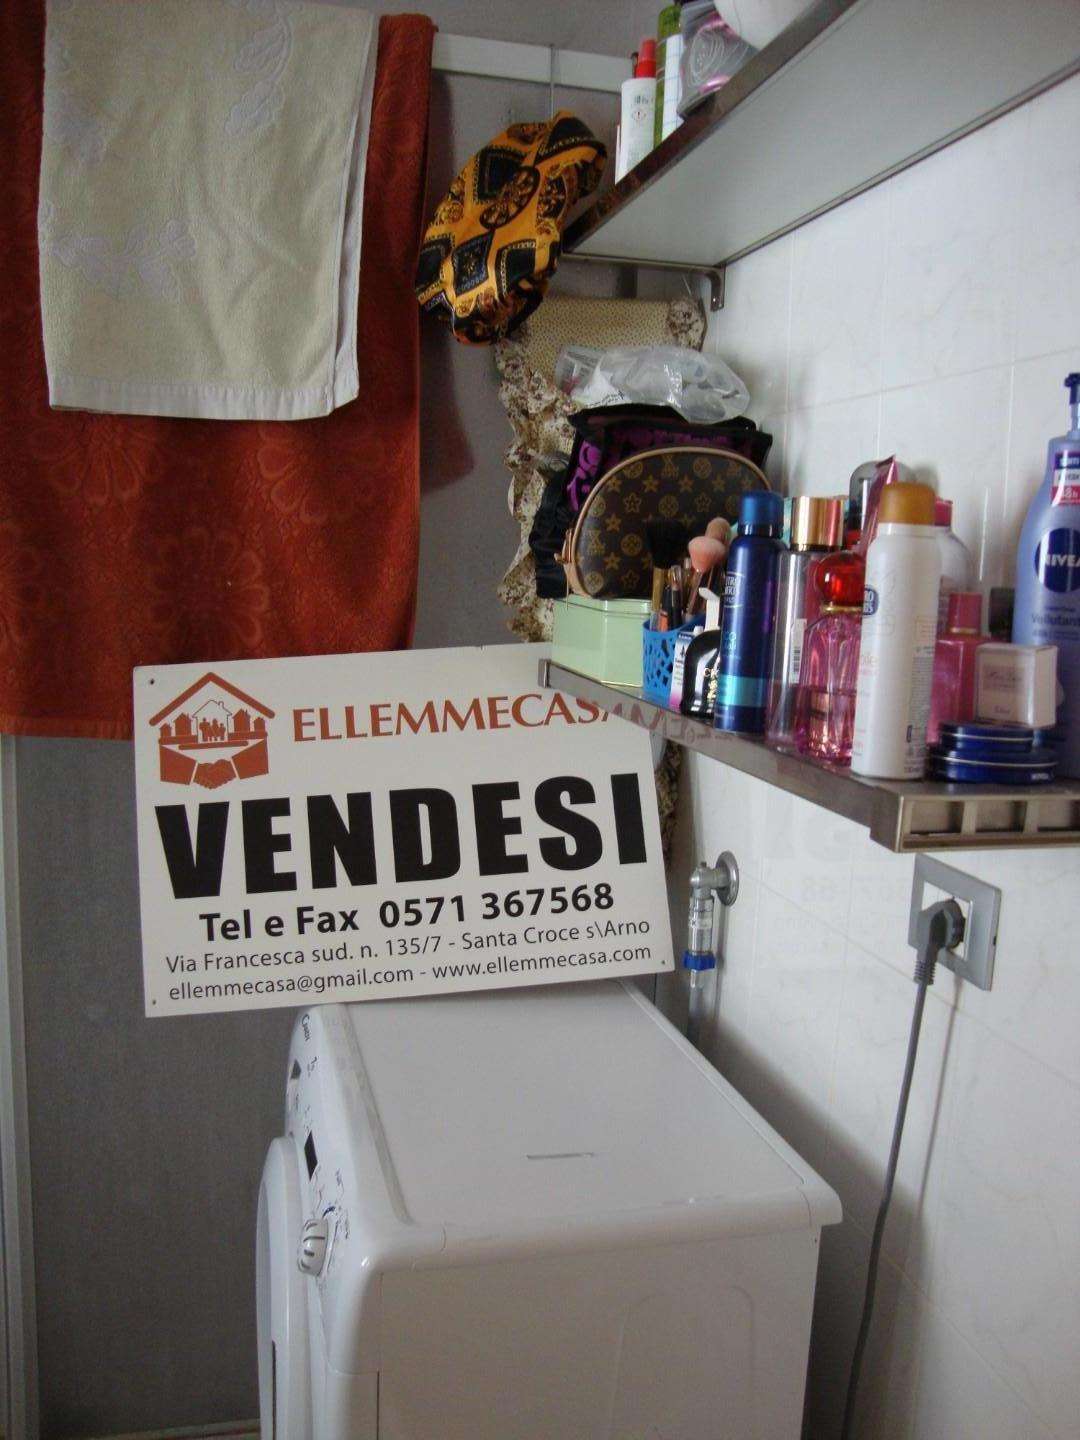 ELLEMMECASA
VENDESI
Tel e Fax 0571 367568
Via Francesca sud. n. 135/7 - Santa Croce s\Arno
ellemmecasa@gmail.com - www.ellemmecasa.com
NIVEA
CANDY